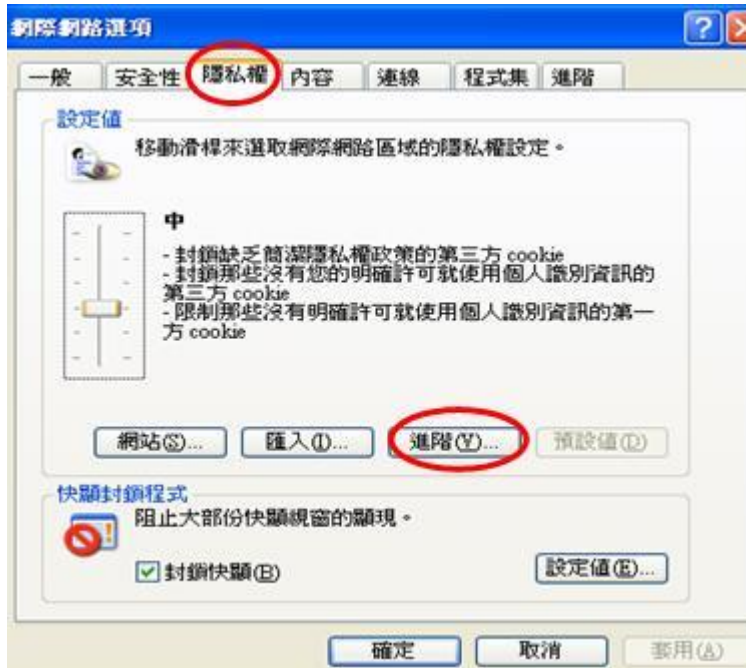 網際網路選項
一般 安全性 隱私權 內容 連線 程式集 進階
設定值
移動滑桿來選取網際網路區域的隱私權設定。
中
- 封鎖缺乏簡潔隱私權政策的第三方 cookie
- 封鎖那些沒有您的明確許可就使用個人識別資訊的
第三方 cookie
- 限制那些沒有明確許可就使用個人識別資訊的第一
方 cookie
網站(S)... 匯入(I)... 進階(V)... 預設值(D)
快顯封鎖程式
阻止大部份快顯視窗的顯現。
封鎖快顯(B)
設定值(E)...
確定 取消 套用(A)